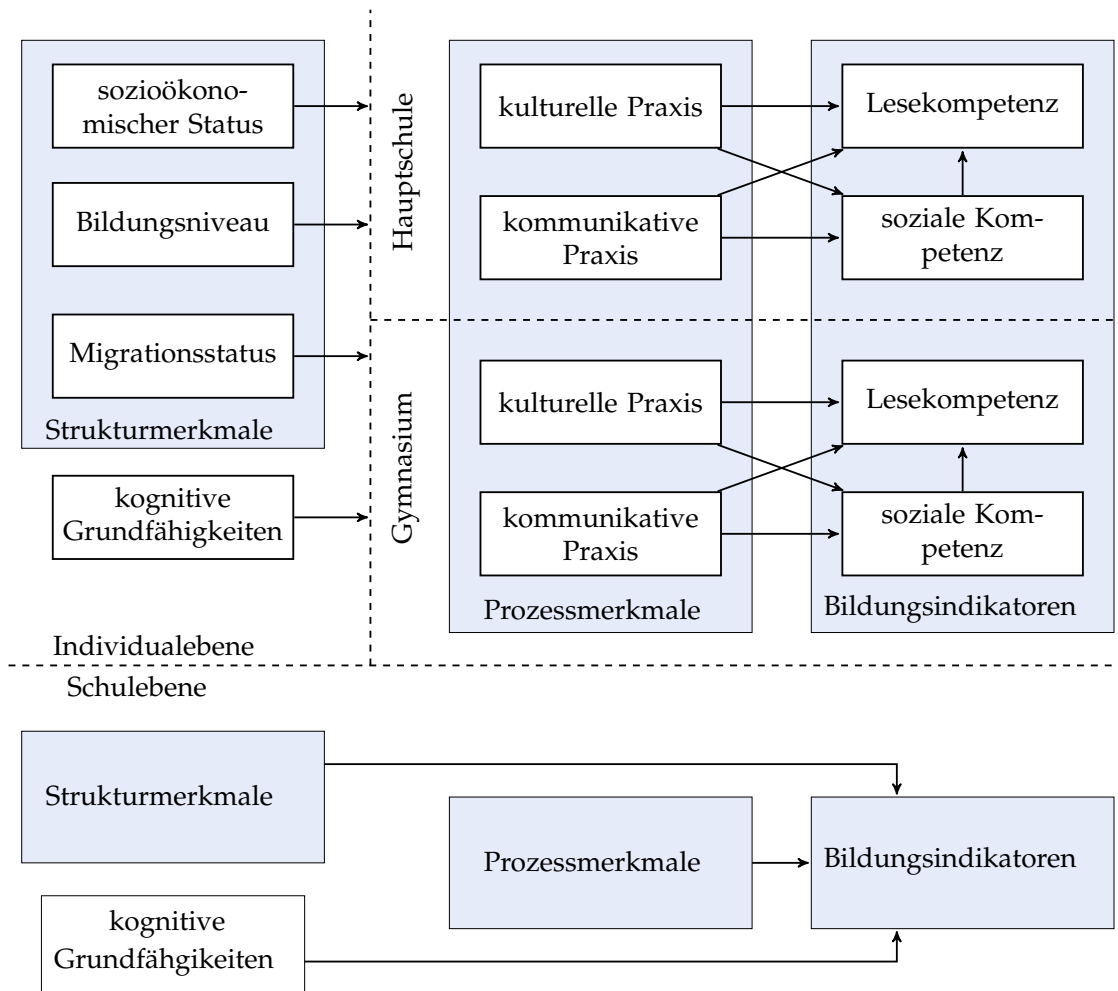 sozioökono-
mischer Status
Bildungsniveau
Migrationsstatus
Strukturmerkmale
kognitive
Grundfähigkeiten
Individualebene
Hauptschule
kulturelle Praxis
Lesekompetenz
kommunikative
Praxis
soziale Kom-
petenz
Gymnasium
kulturelle Praxis
Lesekompetenz
kommunikative
Praxis
soziale Kom-
petenz
Prozessmerkmale
Bildungsindikatoren
Schulebene
Strukturmerkmale
Prozessmerkmale
Bildungsindikatoren
kognitive
Grundfähgikeiten